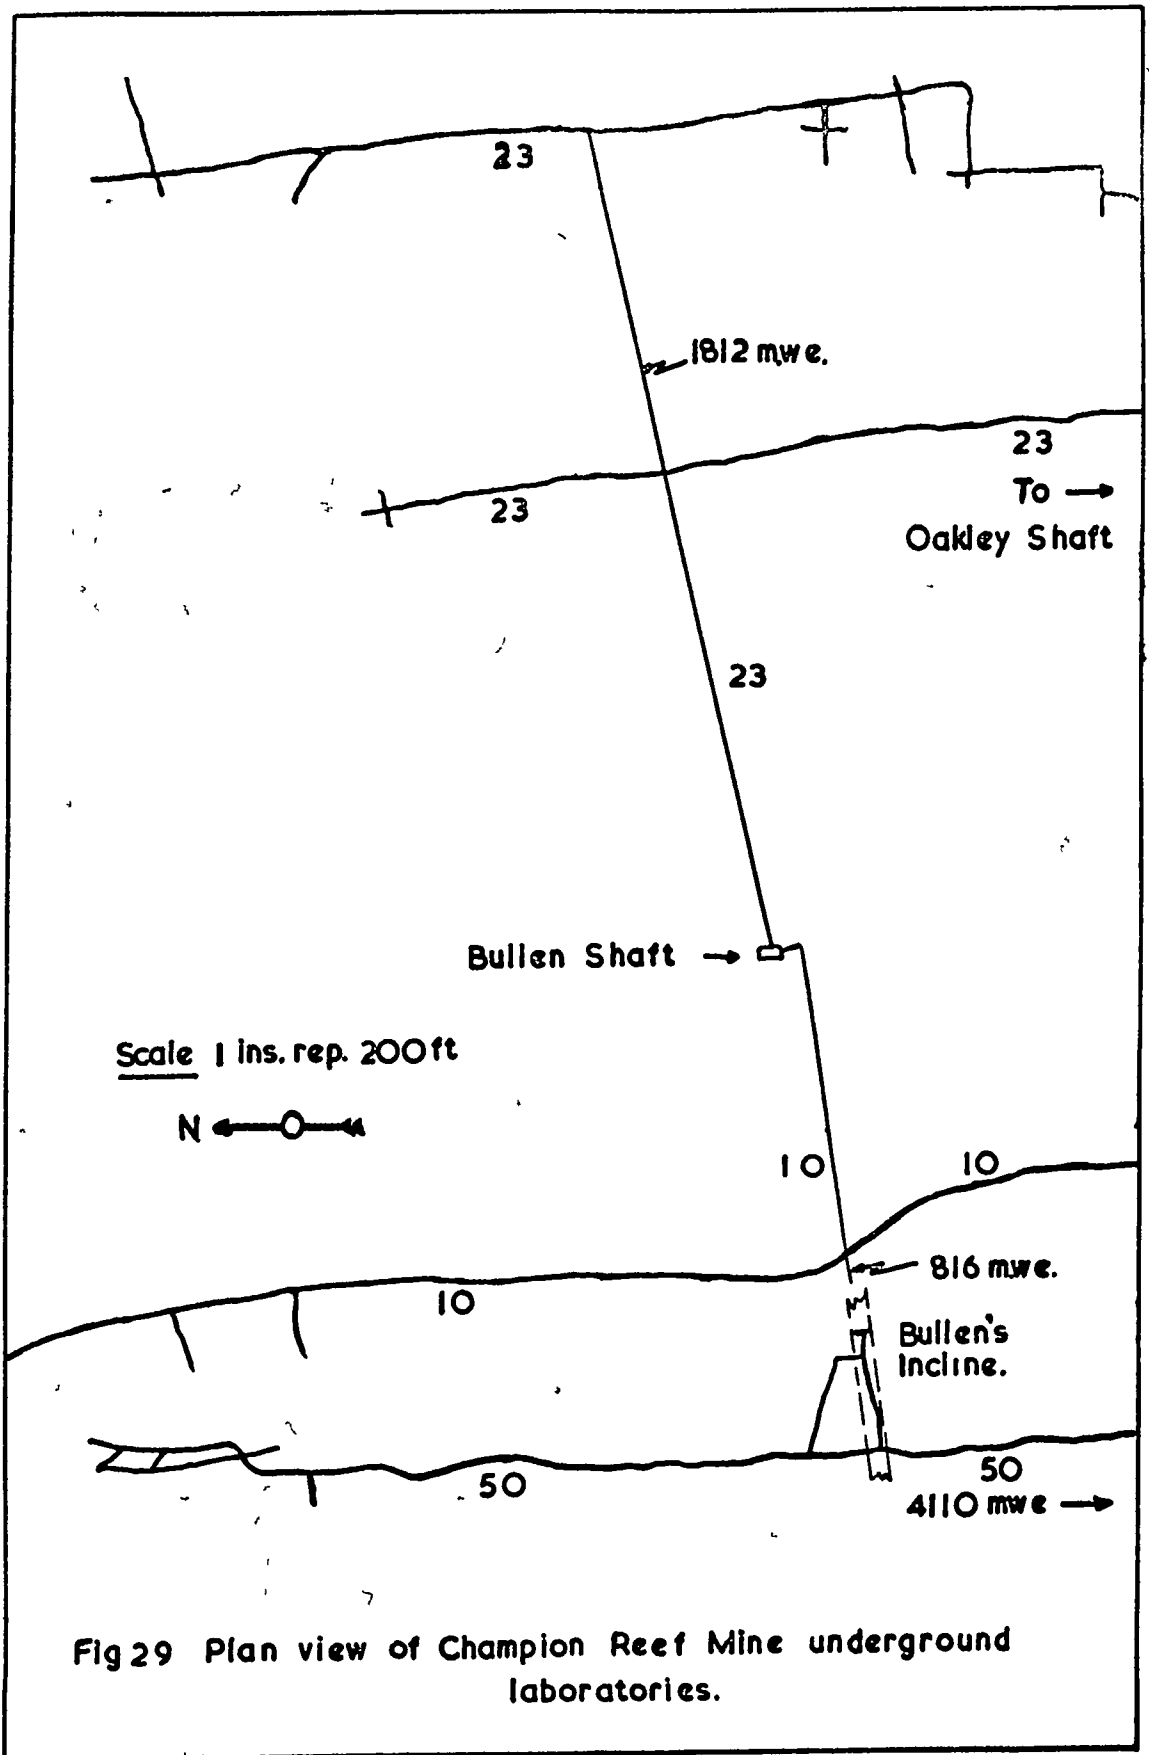 23
1812 mwe.
23
23
To →
Oakley Shaft
23
Bullen Shaft →
Scale 1 ins. rep. 200 ft
N
10
10
816 mwe.
10
Bullen's
Incline.
50
50
4110 mwe →
Fig 29 Plan view of Champion Reef Mine underground
laboratories.